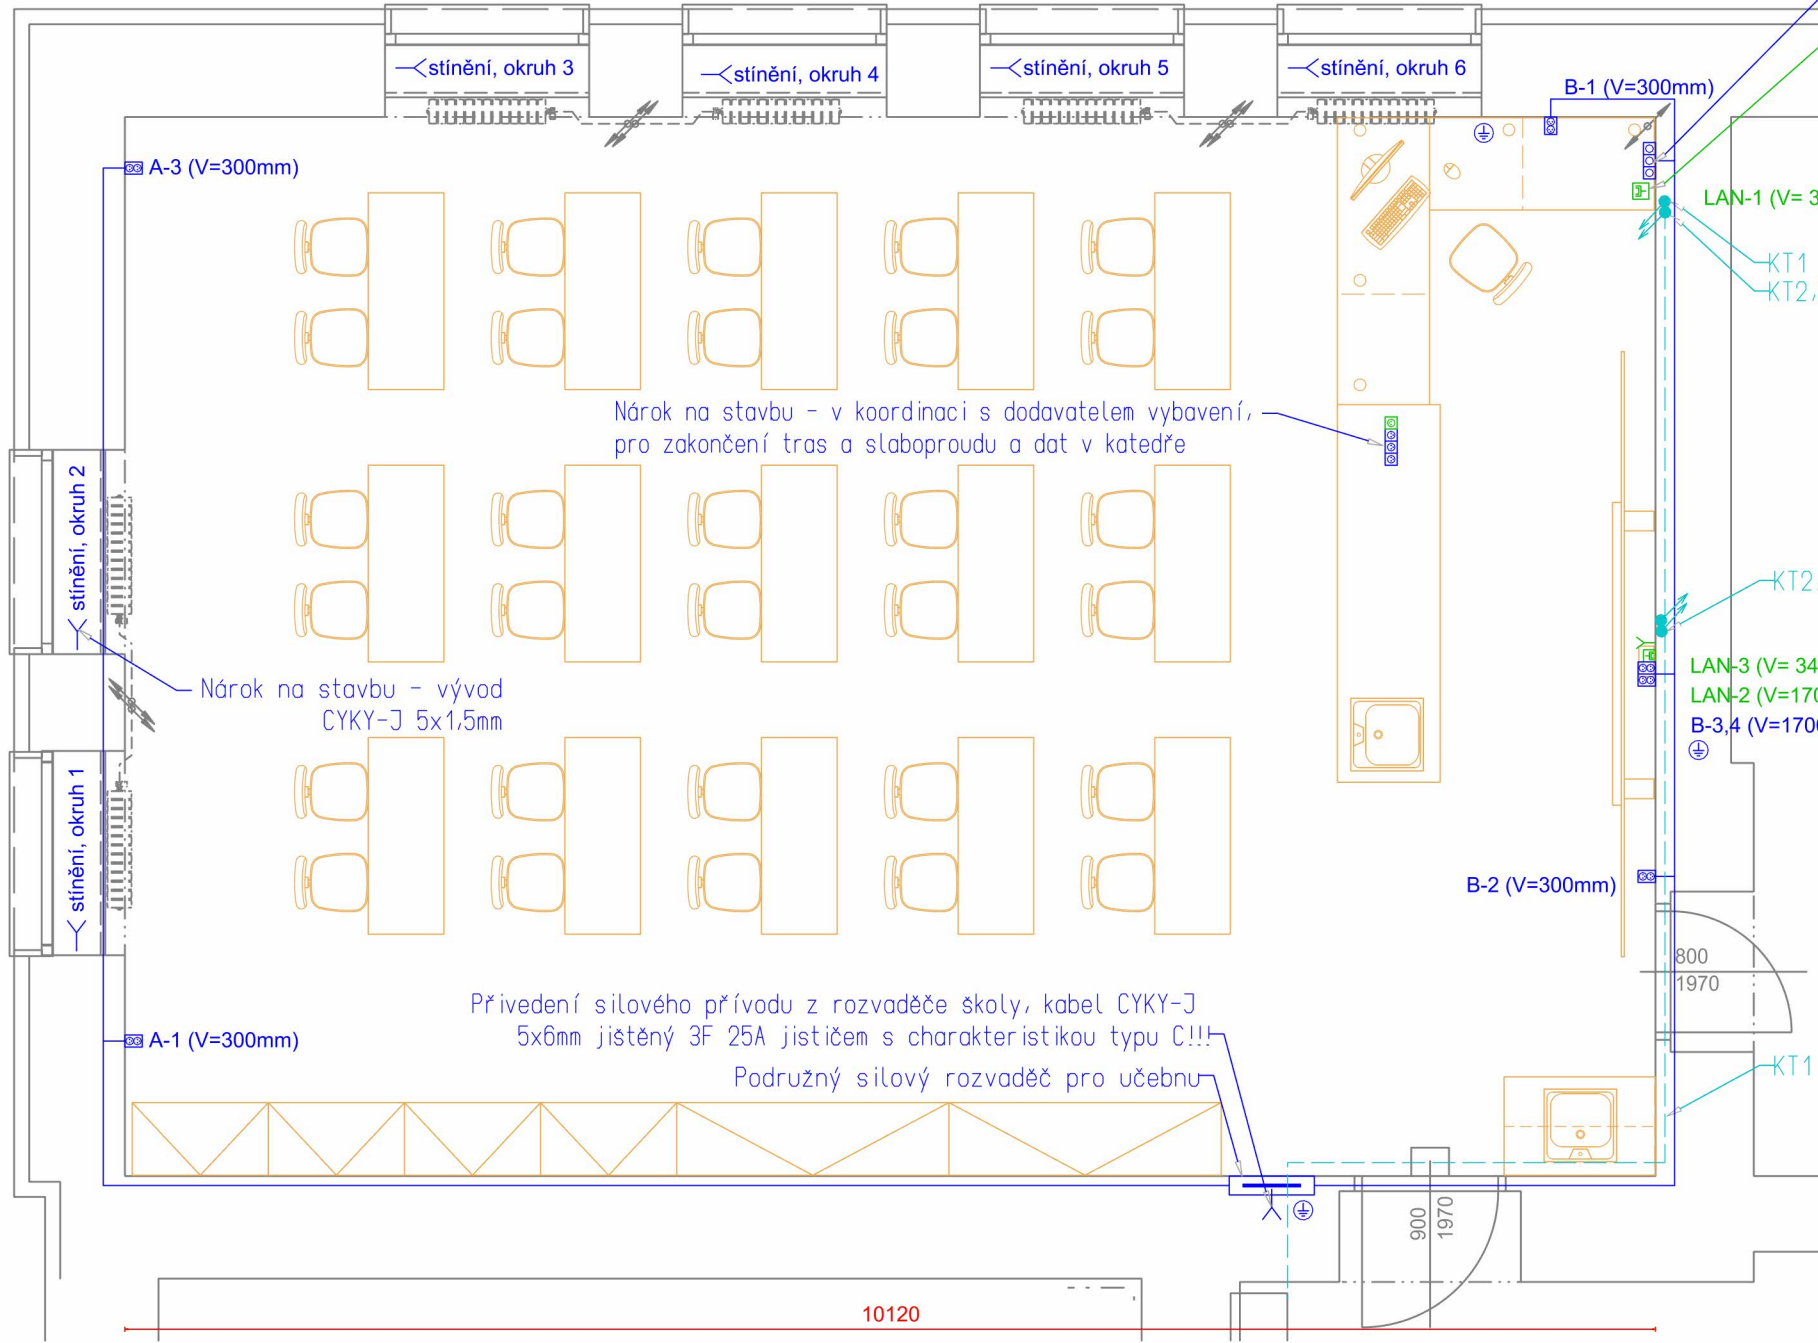 stínění, okruh 3
stínění, okruh 4
stínění, okruh 5
stínění, okruh 6
B-1 (V=300mm)
A-3 (V=300mm)
LAN-1 (V= 3
KT1
KT2,
Nárok na stavbu - v koordinaci s dodavatelem vybavení,
pro zakončení tras a slaboproudu a dat v katedře
stínění, okruh 2
KT2,
Nárok na stavbu - vývod
CYKY-J 5x1,5mm
LAN-3 (V= 34
LAN-2 (V=170
B-3,4 (V=1700
stínění, okruh 1
B-2 (V=300mm)
800
1970
Přivedení silového přívodu z rozvaděče školy, kabel CYKY-J
5x6mm jištěný 3F 25A jističem s charakteristikou typu C!!!
A-1 (V=300mm)
Podružný silový rozvaděč pro učebnu
KT1
900
1970
10120